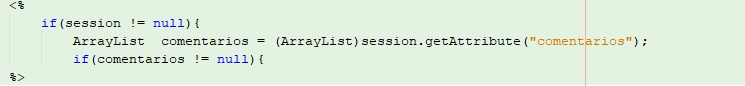 <%
if(session != null){
ArrayList  comentarios = (ArrayList)session.getAttribute("comentarios");
if(comentarios != null){
%>